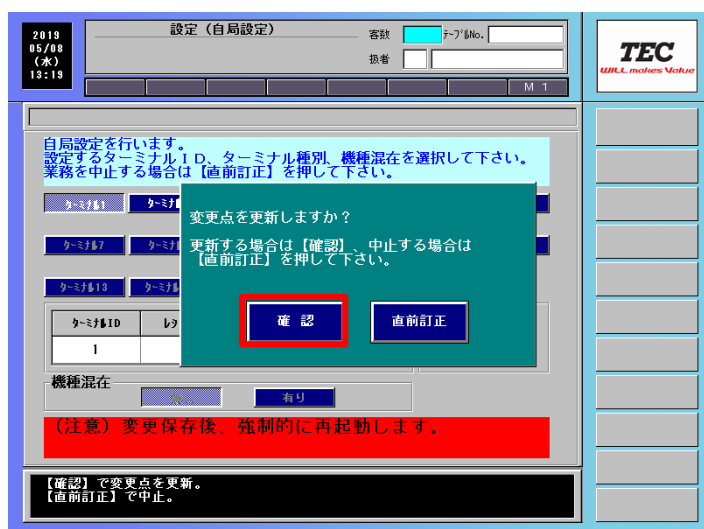 2019
05/08
(水)
13:19
設定（自局設定）
客数
ﾃｰﾌﾞﾙNo.
扱者
M 1
TEC
WILL makes Value
自局設定を行います。
設定するターミナルＩＤ、ターミナル種別、機種混在を選択して下さい。
業務を中止する場合は【直前訂正】を押して下さい。
ﾀｰﾐﾅﾙ1
ﾀｰﾐﾅﾙ7
ﾀｰﾐﾅﾙ13
変更点を更新しますか？
更新する場合は【確認】、中止する場合は
【直前訂正】を押して下さい。
確 認
直前訂正
ﾀｰﾐﾅﾙID
1
機種混在
有り
（注意）変更保存後、強制的に再起動します。
【確認】で変更点を更新。
【直前訂正】で中止。